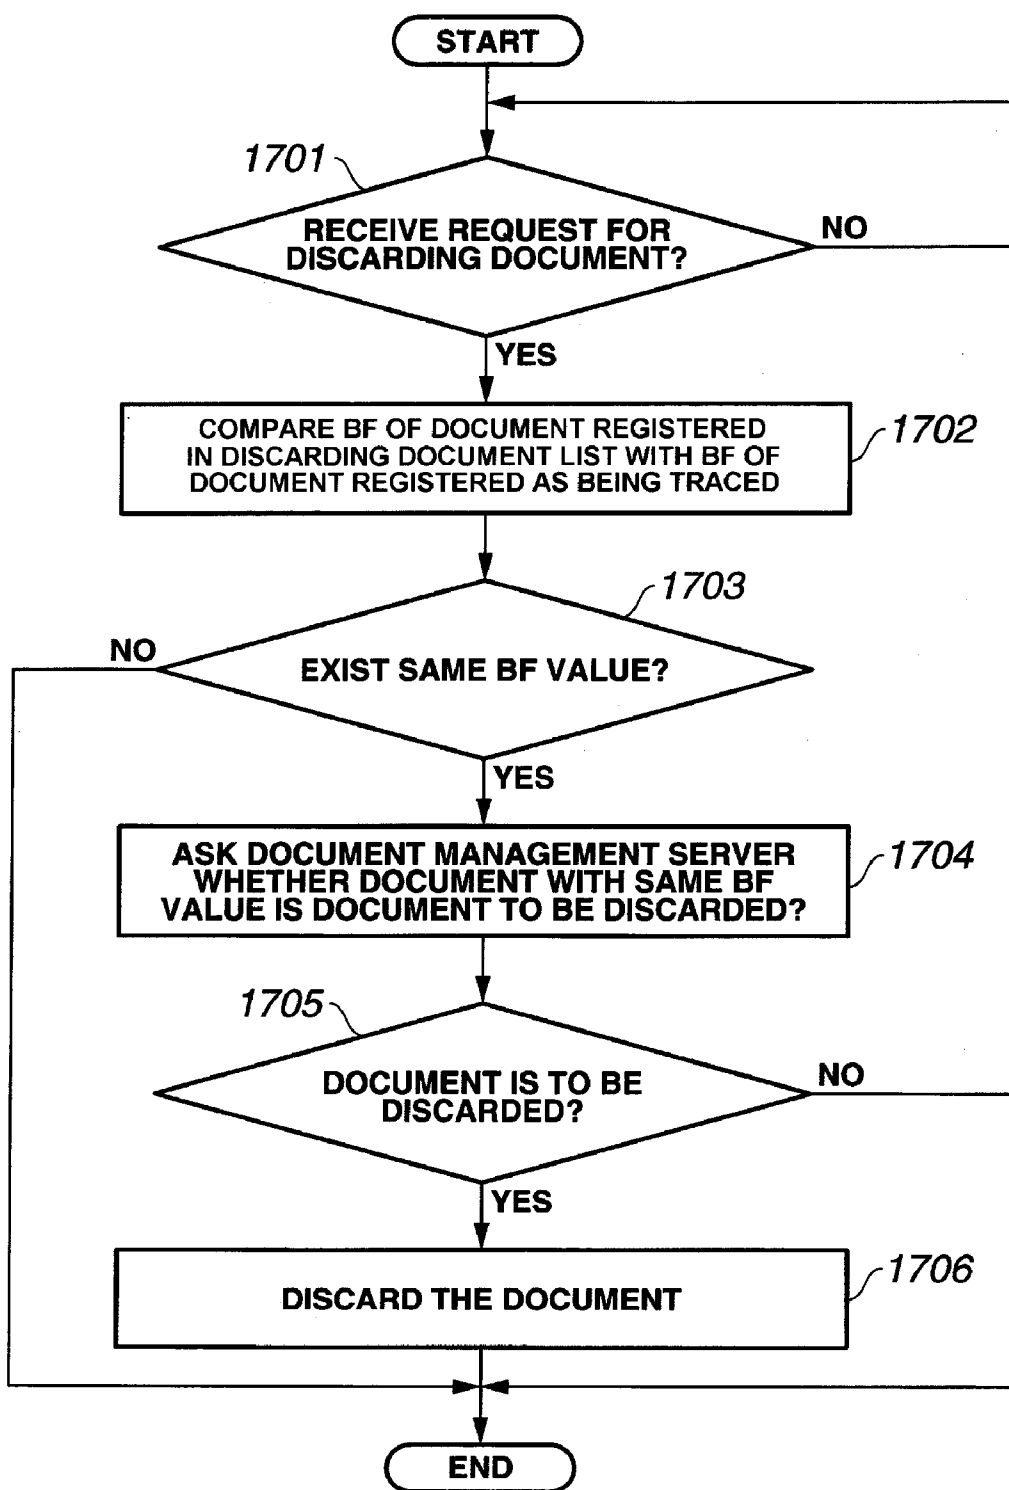 START
1701
RECEIVE REQUEST FOR
DISCARDING DOCUMENT?
NO
YES
COMPARE BF OF DOCUMENT REGISTERED
IN DISCARDING DOCUMENT LIST WITH BF OF
DOCUMENT REGISTERED AS BEING TRACED
1702
1703
NO
EXIST SAME BF VALUE?
YES
ASK DOCUMENT MANAGEMENT SERVER
WHETHER DOCUMENT WITH SAME BF
VALUE IS DOCUMENT TO BE DISCARDED?
1704
1705
DOCUMENT IS TO BE
DISCARDED?
NO
YES
DISCARD THE DOCUMENT
1706
END